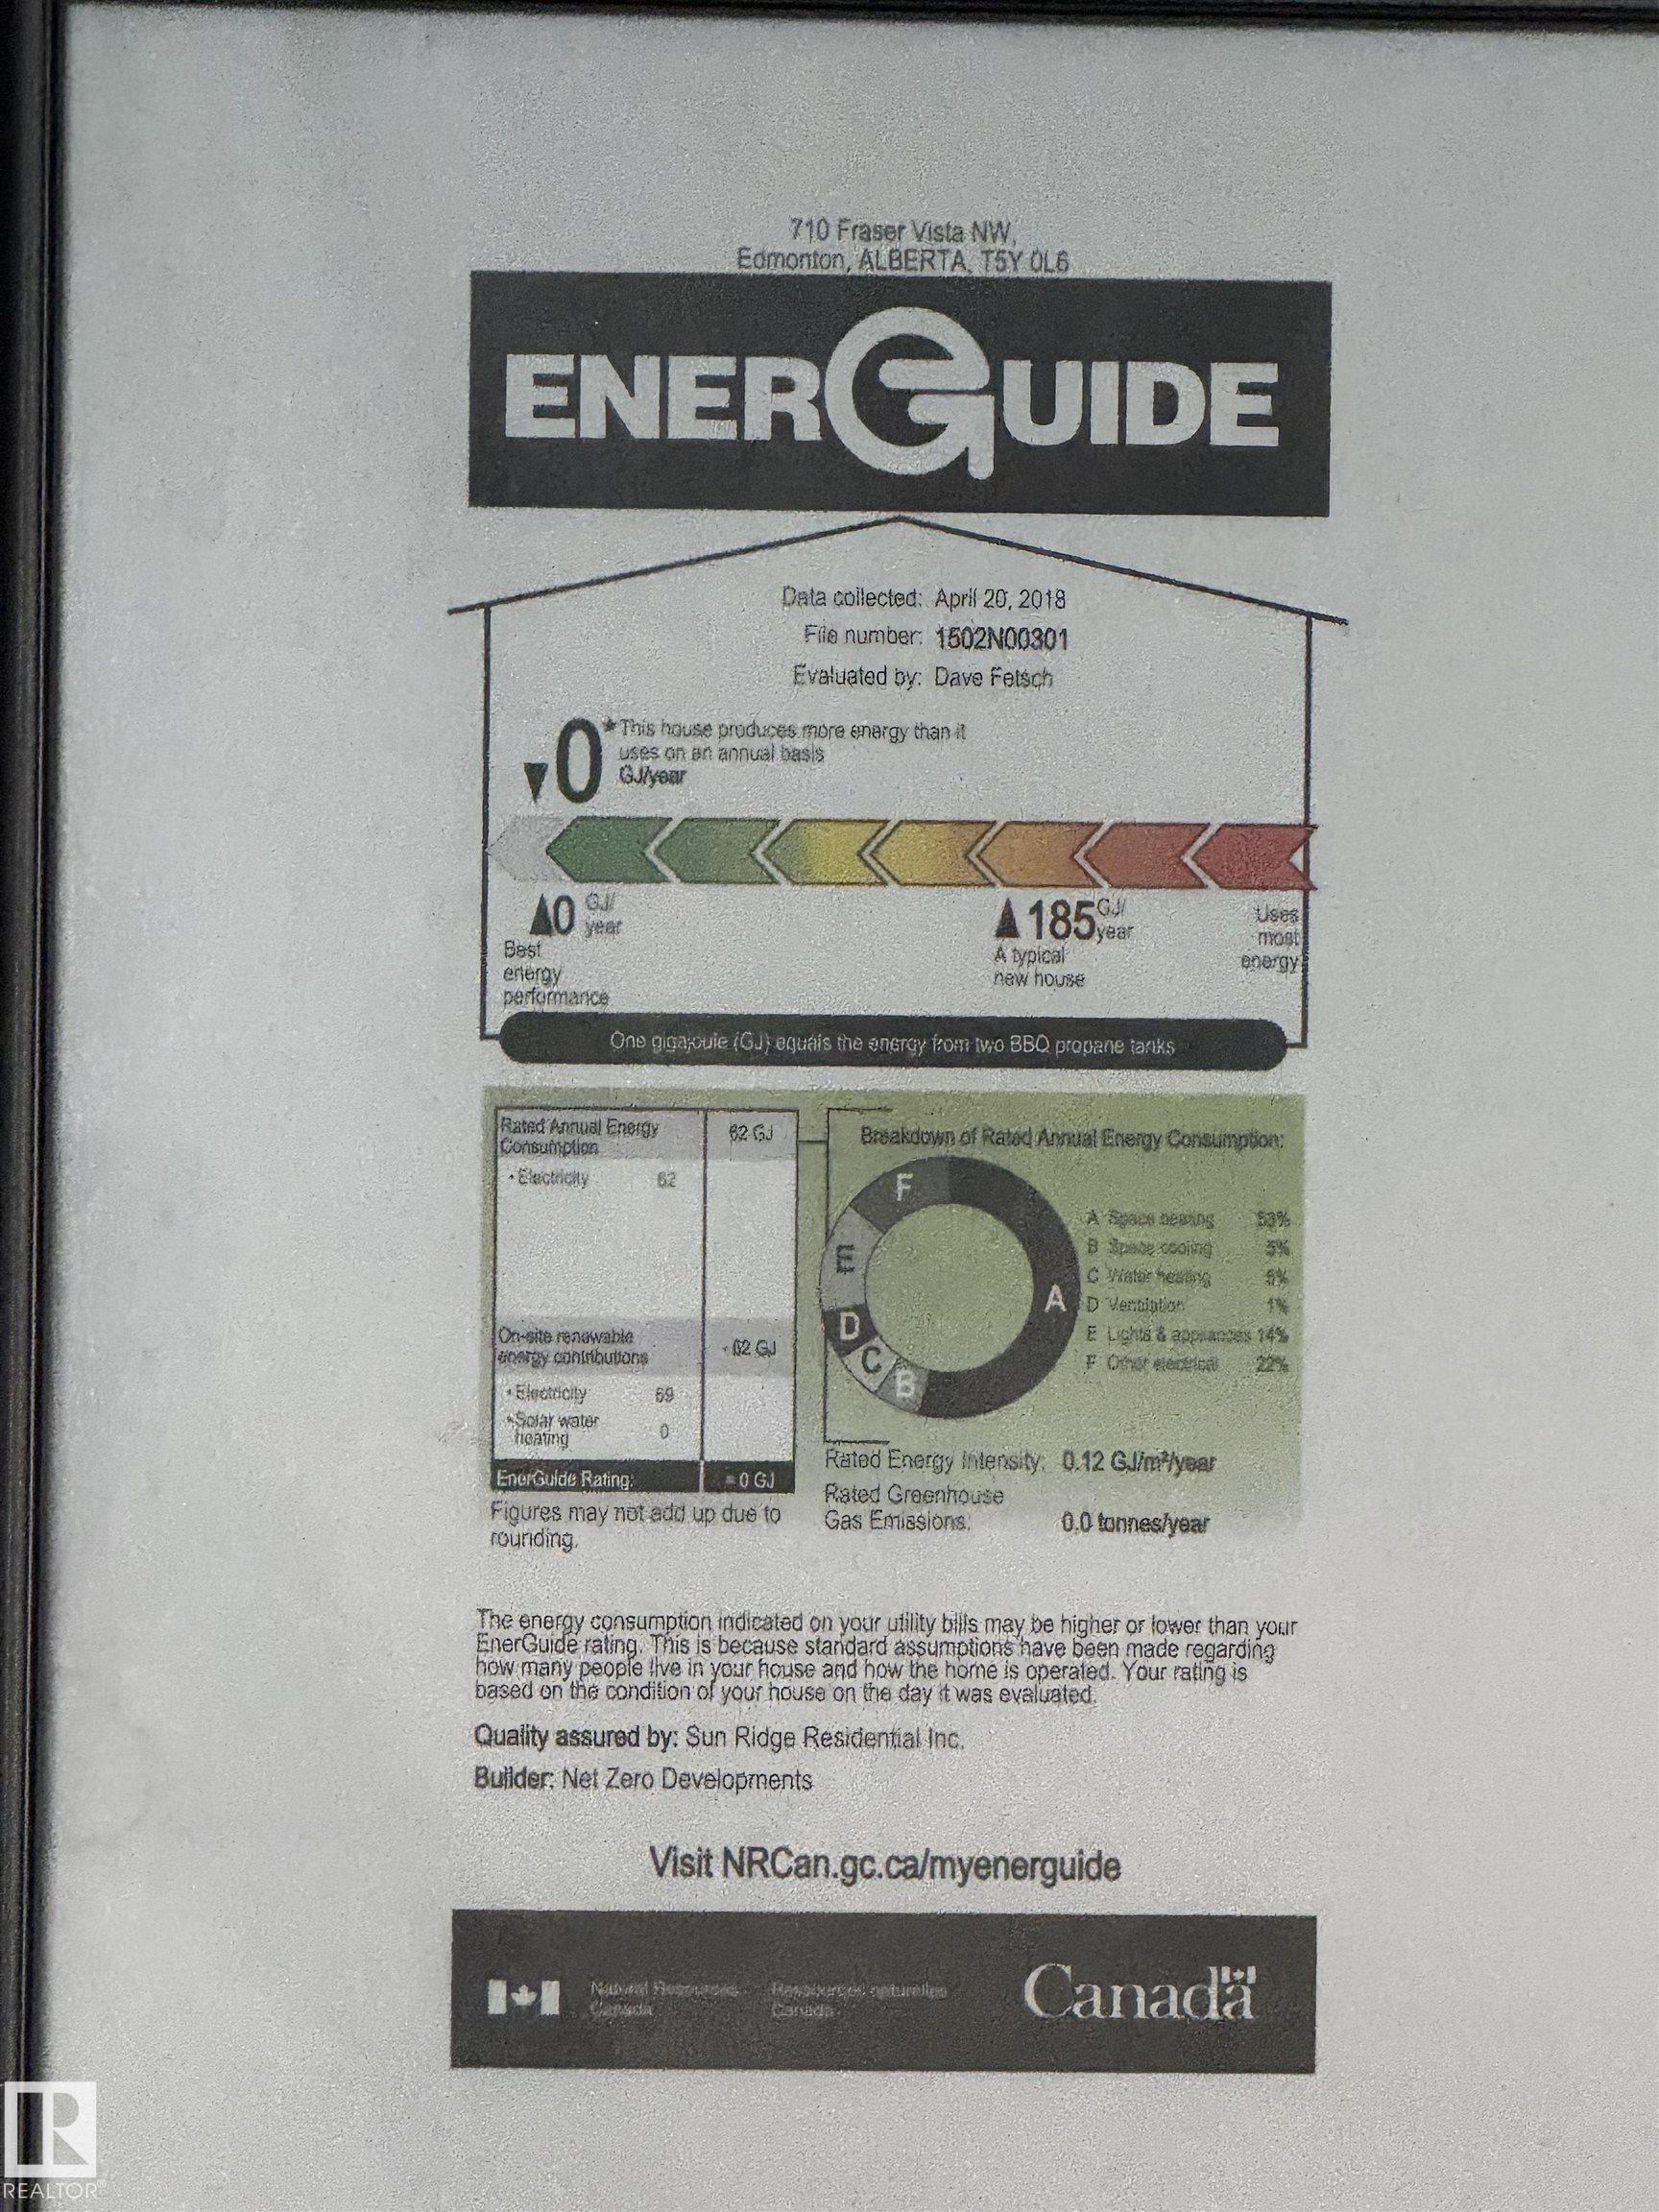 710 Fraser Vista NW,
Edmonton, ALBERTA, T5Y 0L6
ENERGUIDE
Data collected: April 20, 2018
File number: 1502N00301
Evaluated by: Dave Fetsch
0
*This house produces more energy than it
uses on an annual basis
GJ/year
0 GJ/
year
Best
energy
performance
185 GJ/
year
A typical
new house
Uses
most
energy
One gigajoule (GJ) equals the energy from two BBQ propane tanks
Rated Annual Energy
Consumption
62 GJ
• Electricity 62
On-site renewable
energy contributions
- 62 GJ
• Electricity 69
• Solar water
heating
0
EnerGuide Rating: = 0 GJ
Figures may not add up due to
rounding.
Breakdown of Rated Annual Energy Consumption:
F
E
D
C
B
A
A Space heating 53%
B Space cooling 5%
C Water heating 5%
D Ventilation 1%
E Lights & appliances 14%
F Other electrical 22%
Rated Energy Intensity: 0.12 GJ/m²/year
Rated Greenhouse
Gas Emissions: 0.0 tonnes/year
The energy consumption indicated on your utility bills may be higher or lower than your
EnerGuide rating. This is because standard assumptions have been made regarding
how many people live in your house and how the home is operated. Your rating is
based on the condition of your house on the day it was evaluated.
Quality assured by: Sun Ridge Residential Inc.
Builder: Net Zero Developments
Visit NRCan.gc.ca/myenerguide
Natural Resources
Canada
Ressources naturelles
Canada
Canada
REALTOR